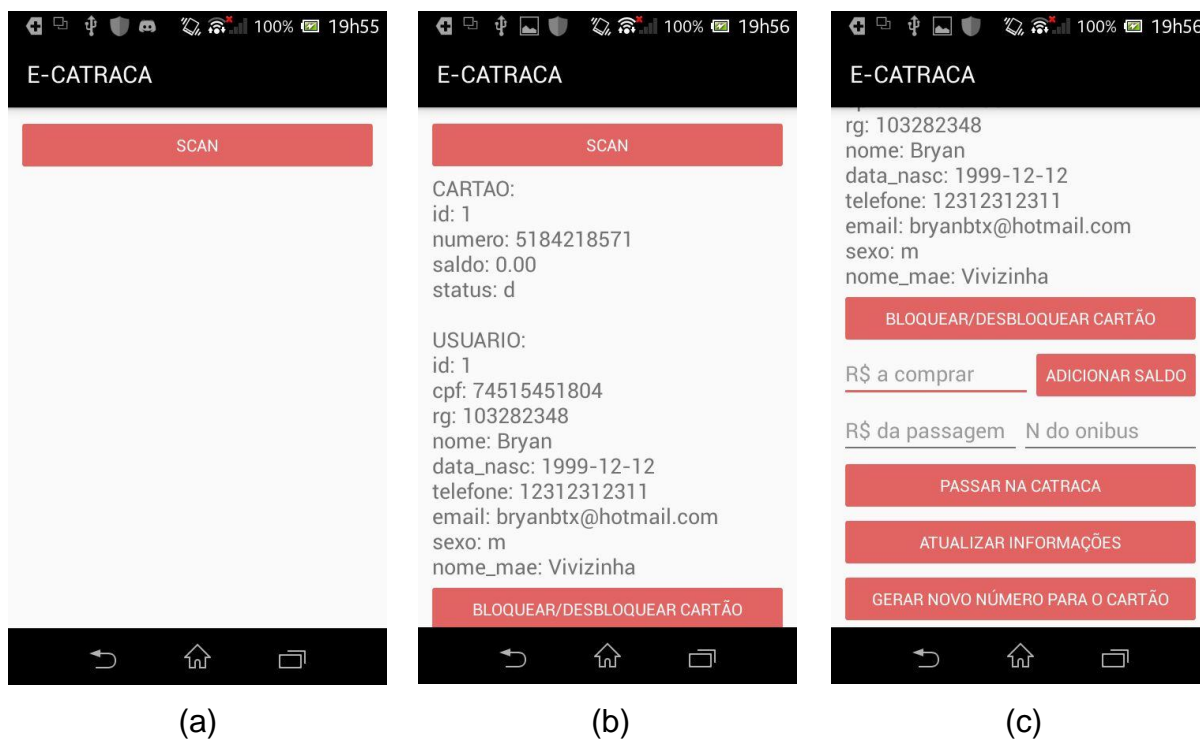 100% 19h55
E-CATRACA
SCAN
(a)
100% 19h56
E-CATRACA
SCAN
CARTAO:
id: 1
numero: 5184218571
saldo: 0.00
status: d
USUARIO:
id: 1
cpf: 74515451804
rg: 103282348
nome: Bryan
data_nasc: 1999-12-12
telefone: 12312312311
email: bryanbtx@hotmail.com
sexo: m
nome_mae: Vivizinha
BLOQUEAR/DESBLOQUEAR CARTÃO
(b)
100% 19h56
E-CATRACA
rg: 103282348
nome: Bryan
data_nasc: 1999-12-12
telefone: 12312312311
email: bryanbtx@hotmail.com
sexo: m
nome_mae: Vivizinha
BLOQUEAR/DESBLOQUEAR CARTÃO
R$ a comprar ADICIONAR SALDO
R$ da passagem N do onibus
PASSAR NA CATRACA
ATUALIZAR INFORMAÇÕES
GERAR NOVO NÚMERO PARA O CARTÃO
(c)